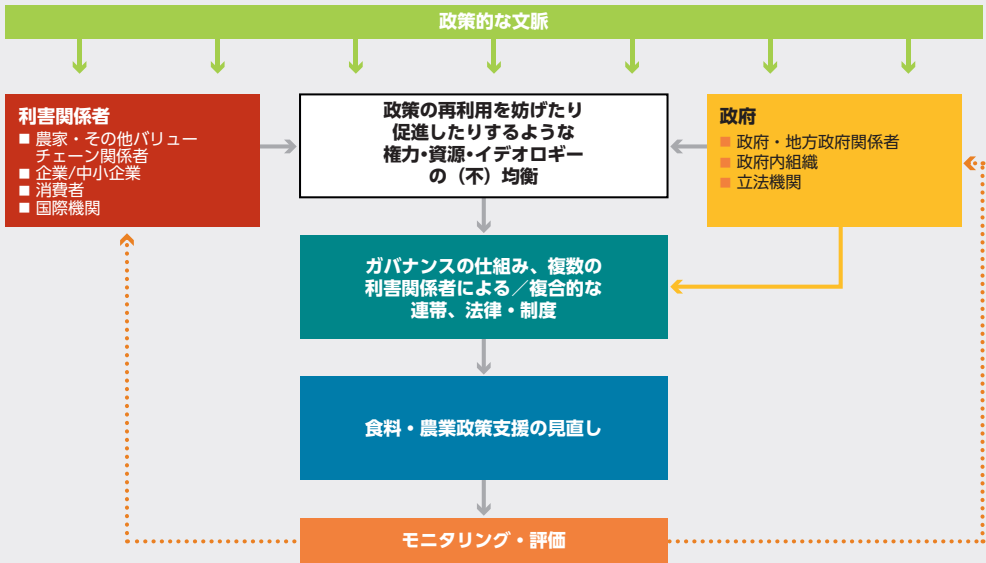 政策的な文脈
利害関係者
■ 農家・その他バリュー
チェーン関係者
■ 企業/中小企業
■ 消費者
■ 国際機関
政策の再利用を妨げたり
促進したりするような
権力・資源・イデオロギー
の（不）均衡
政府
■ 政府・地方政府関係者
■ 政府内組織
■ 立法機関
ガバナンスの仕組み、複数の
利害関係者による／複合的な
連帯、法律・制度
食料・農業政策支援の見直し
モニタリング・評価